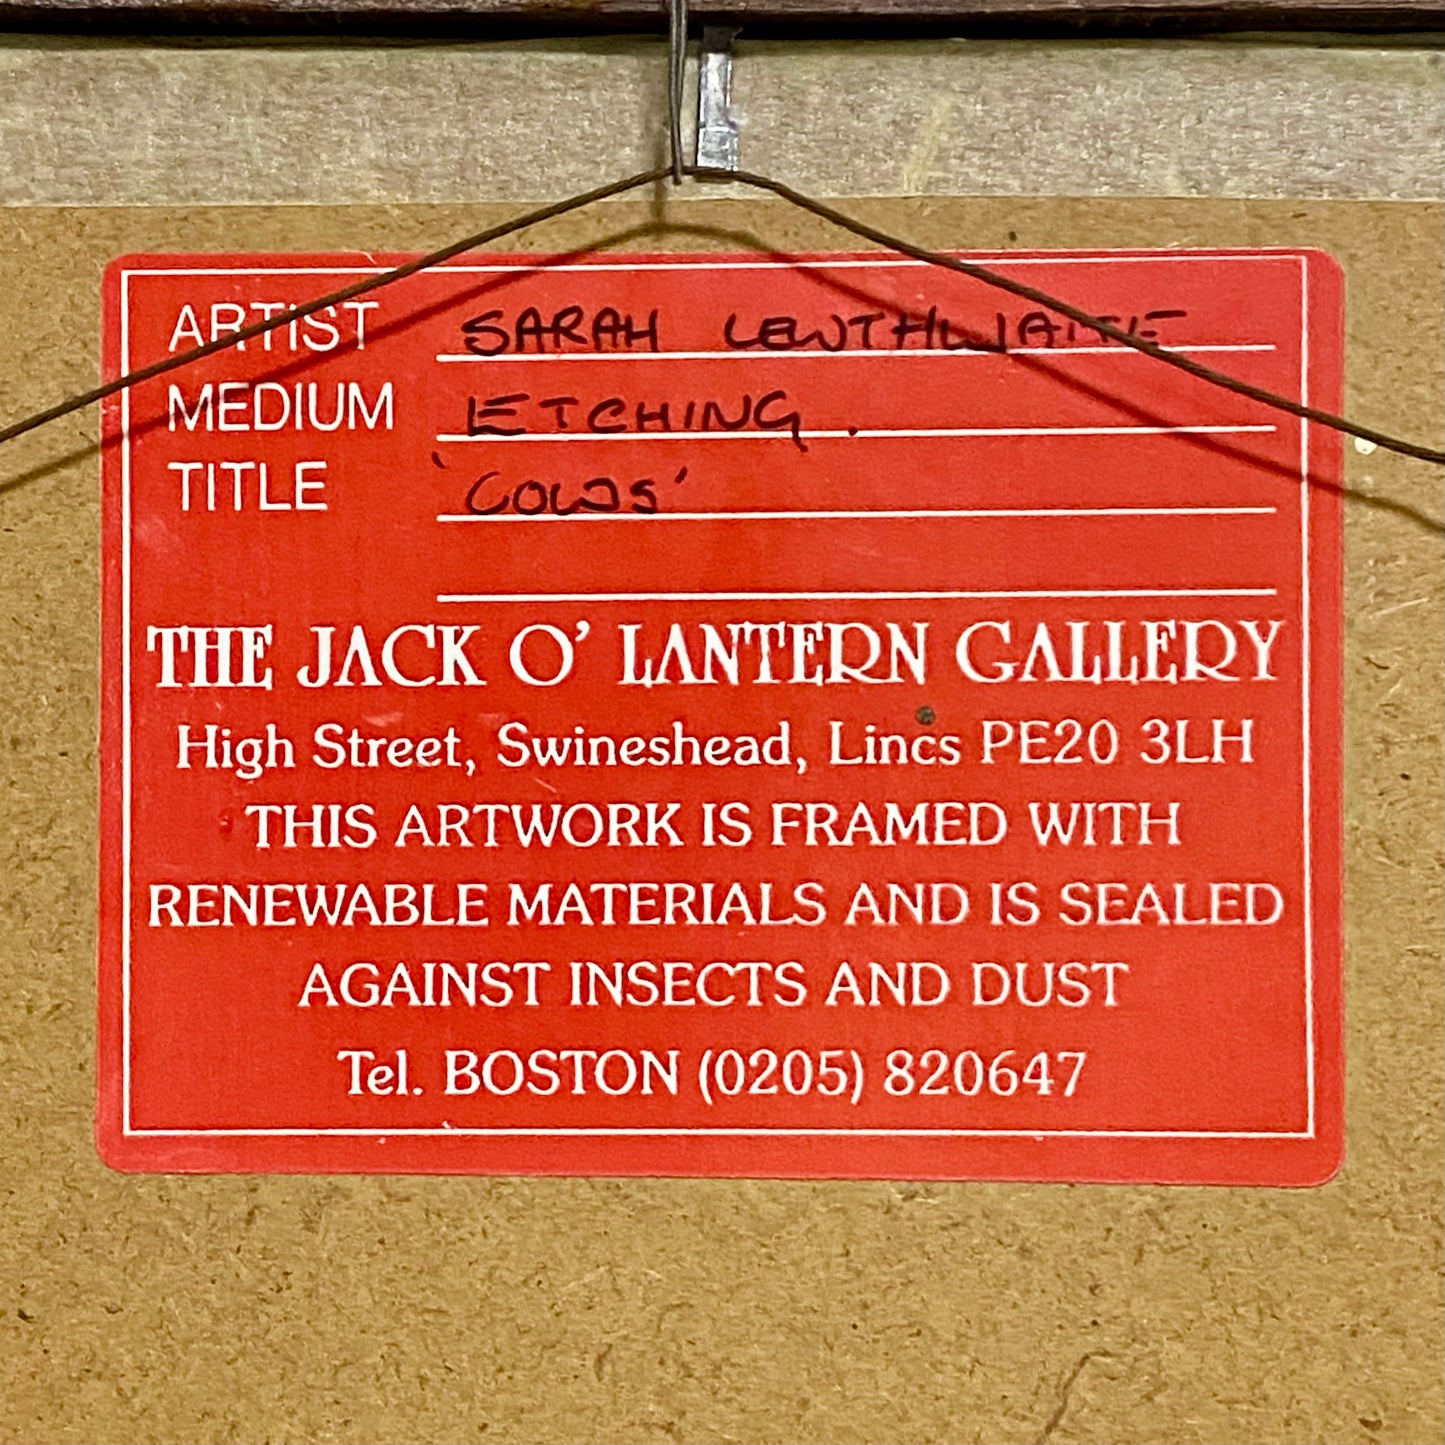 ARTIST SARAH LEWTHWAITE
MEDIUM ETCHING.
TITLE 'COWS'
THE JACK O' LANTERN GALLERY
High Street, Swineshead, Lincs PE20 3LH
THIS ARTWORK IS FRAMED WITH
RENEWABLE MATERIALS AND IS SEALED
AGAINST INSECTS AND DUST
Tel. BOSTON (0205) 820647